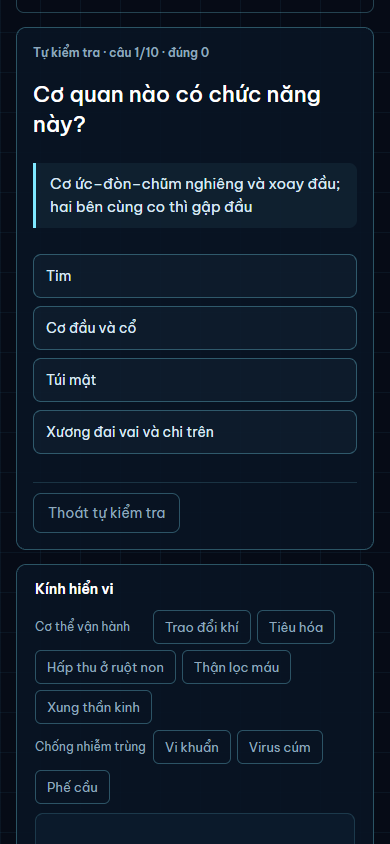 Tự kiểm tra · câu 1/10 · đúng 0
Cơ quan nào có chức năng
này?
Cơ ức–đòn–chũm nghiêng và xoay đầu;
hai bên cùng co thì gập đầu
Tim
Cơ đầu và cổ
Túi mật
Xương đai vai và chi trên
Thoát tự kiểm tra
Kính hiển vi
Cơ thể vận hành
Trao đổi khí
Tiêu hóa
Hấp thu ở ruột non
Thận lọc máu
Xung thần kinh
Chống nhiễm trùng
Vi khuẩn
Virus cúm
Phế cầu